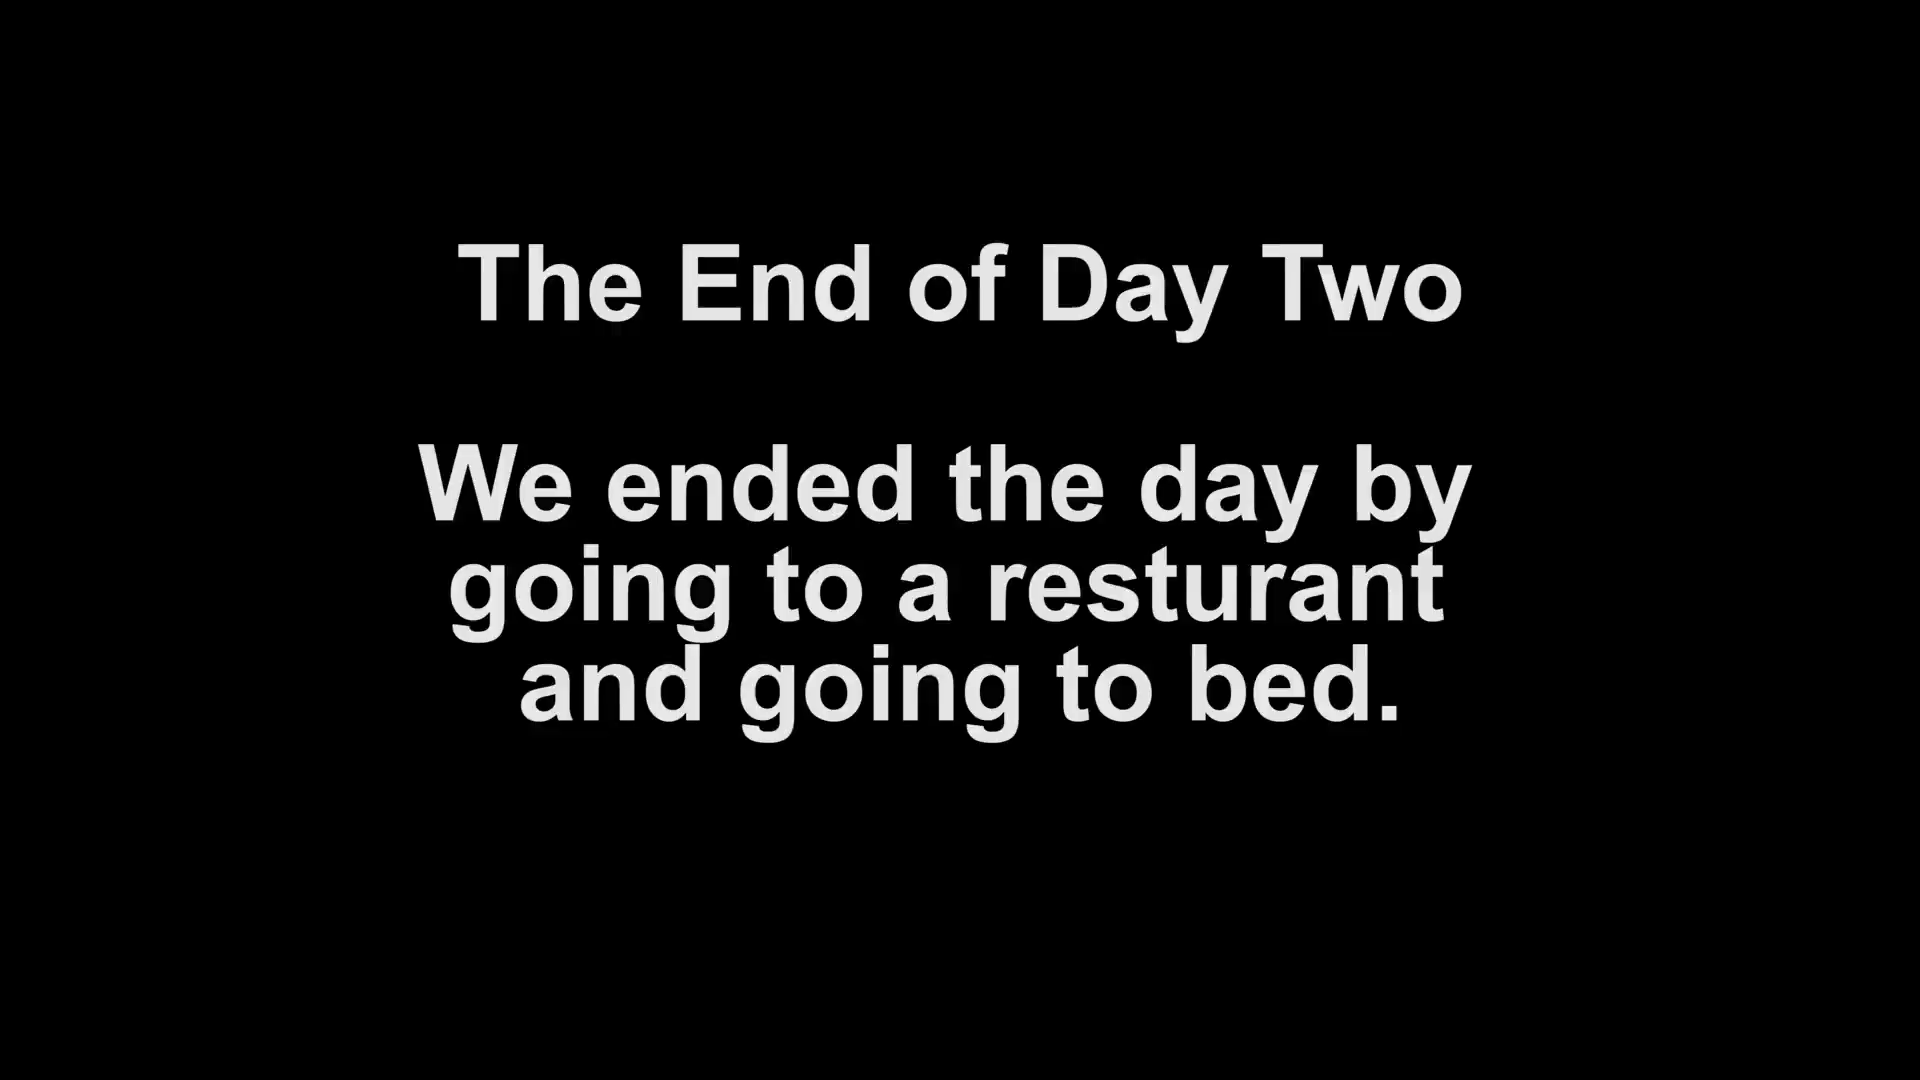 The End of Day Two
We ended the day by
going to a resturant
and going to bed.